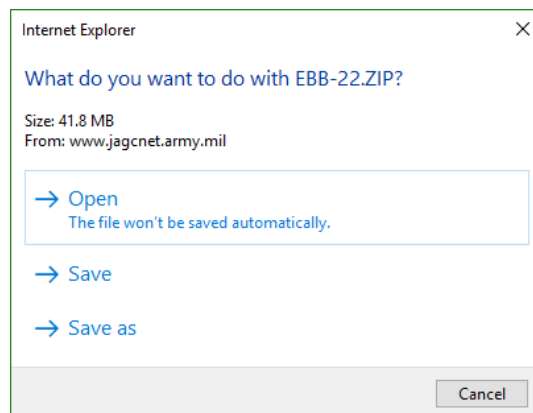 Internet Explorer
What do you want to do with EBB-22.ZIP?
Size: 41.8 MB
From: www.jagcnet.army.mil
Open
The file won't be saved automatically.
Save
Save as
Cancel